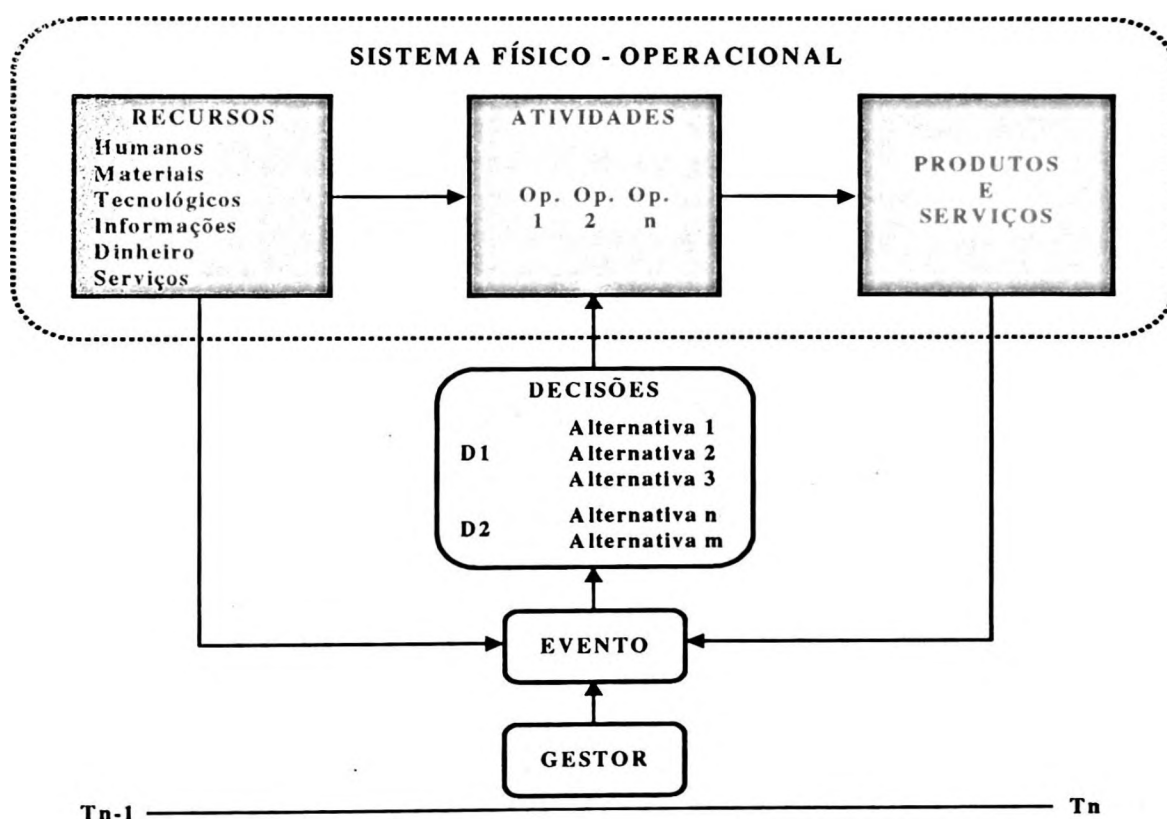 SISTEMA FÍSICO - OPERACIONAL
RECURSOS
Humanos
Materiais
Tecnológicos
Informações
Dinheiro
Serviços
ATIVIDADES
Op. Op. Op.
1 2 n
PRODUTOS
E
SERVIÇOS
DECISÕES
D1
Alternativa 1
Alternativa 2
Alternativa 3
D2
Alternativa n
Alternativa m
EVENTO
GESTOR
Tn-1
Tn